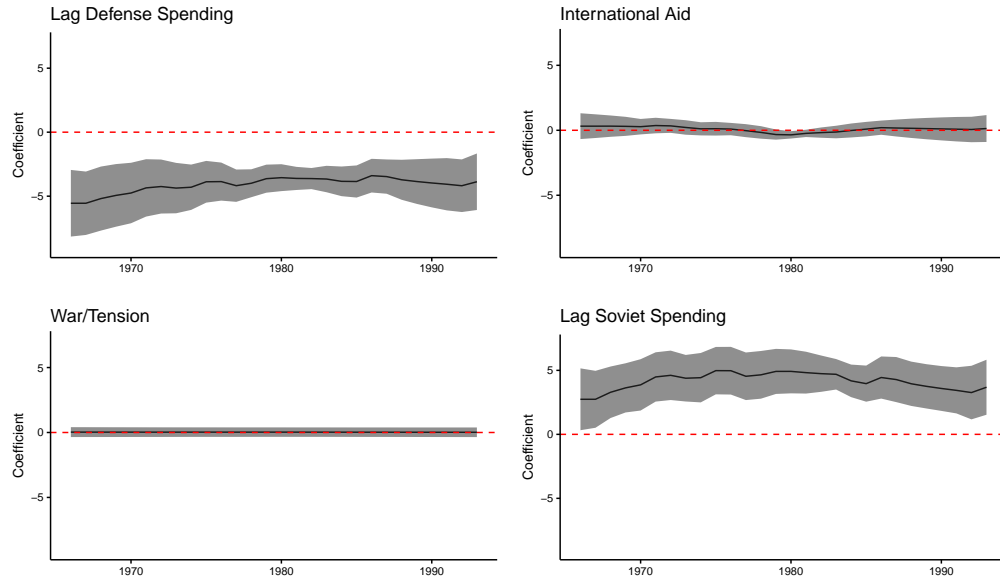 Lag Defense Spending
Coefficient
5
0
−5
1970 1980 1990
International Aid
Coefficient
5
0
−5
1970 1980 1990
War/Tension
Coefficient
5
0
−5
1970 1980 1990
Lag Soviet Spending
Coefficient
5
0
−5
1970 1980 1990